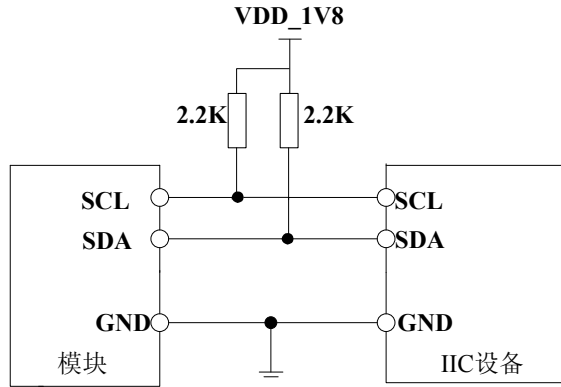 VDD_1V8
2.2K 2.2K
SCL SCL
SDA SDA
GND GND
模块 IIC设备